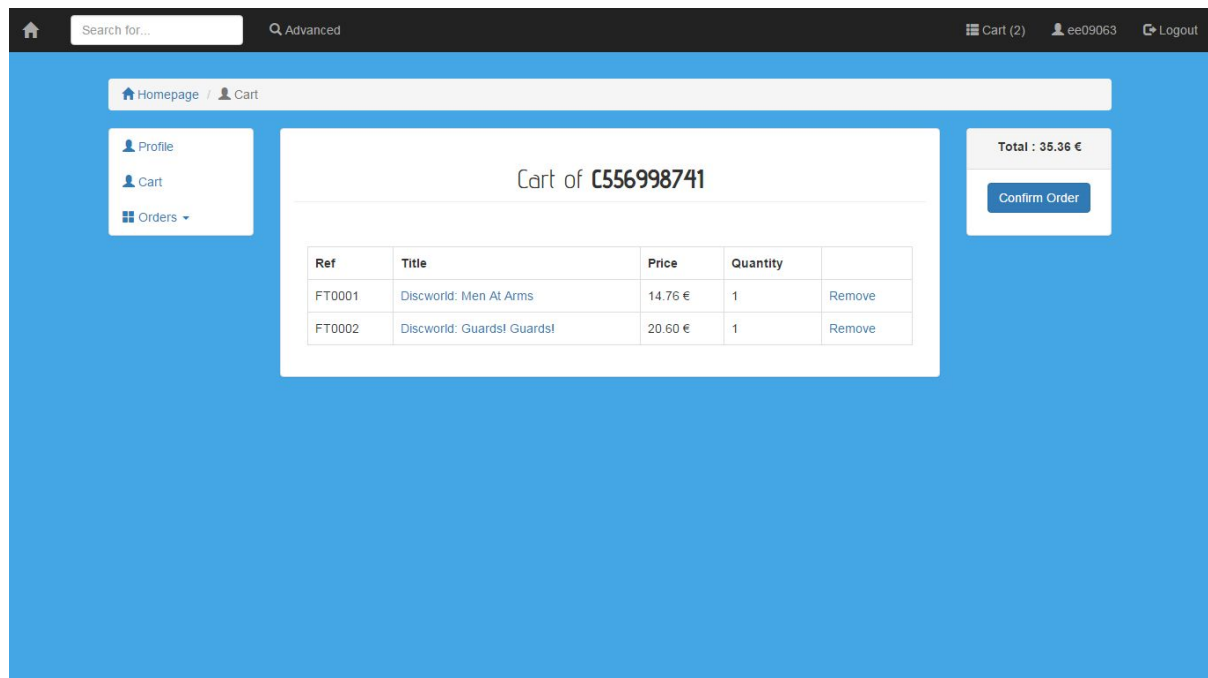 Search for... Advanced Cart (2) ee09063 Logout
Homepage / Cart
Profile
Cart
Orders
Cart of C556998741
Total : 35.36 €
Confirm Order
Ref Title Price Quantity
FT0001 Discworld: Men At Arms 14.76 € 1 Remove
FT0002 Discworld: Guards! Guards! 20.60 € 1 Remove